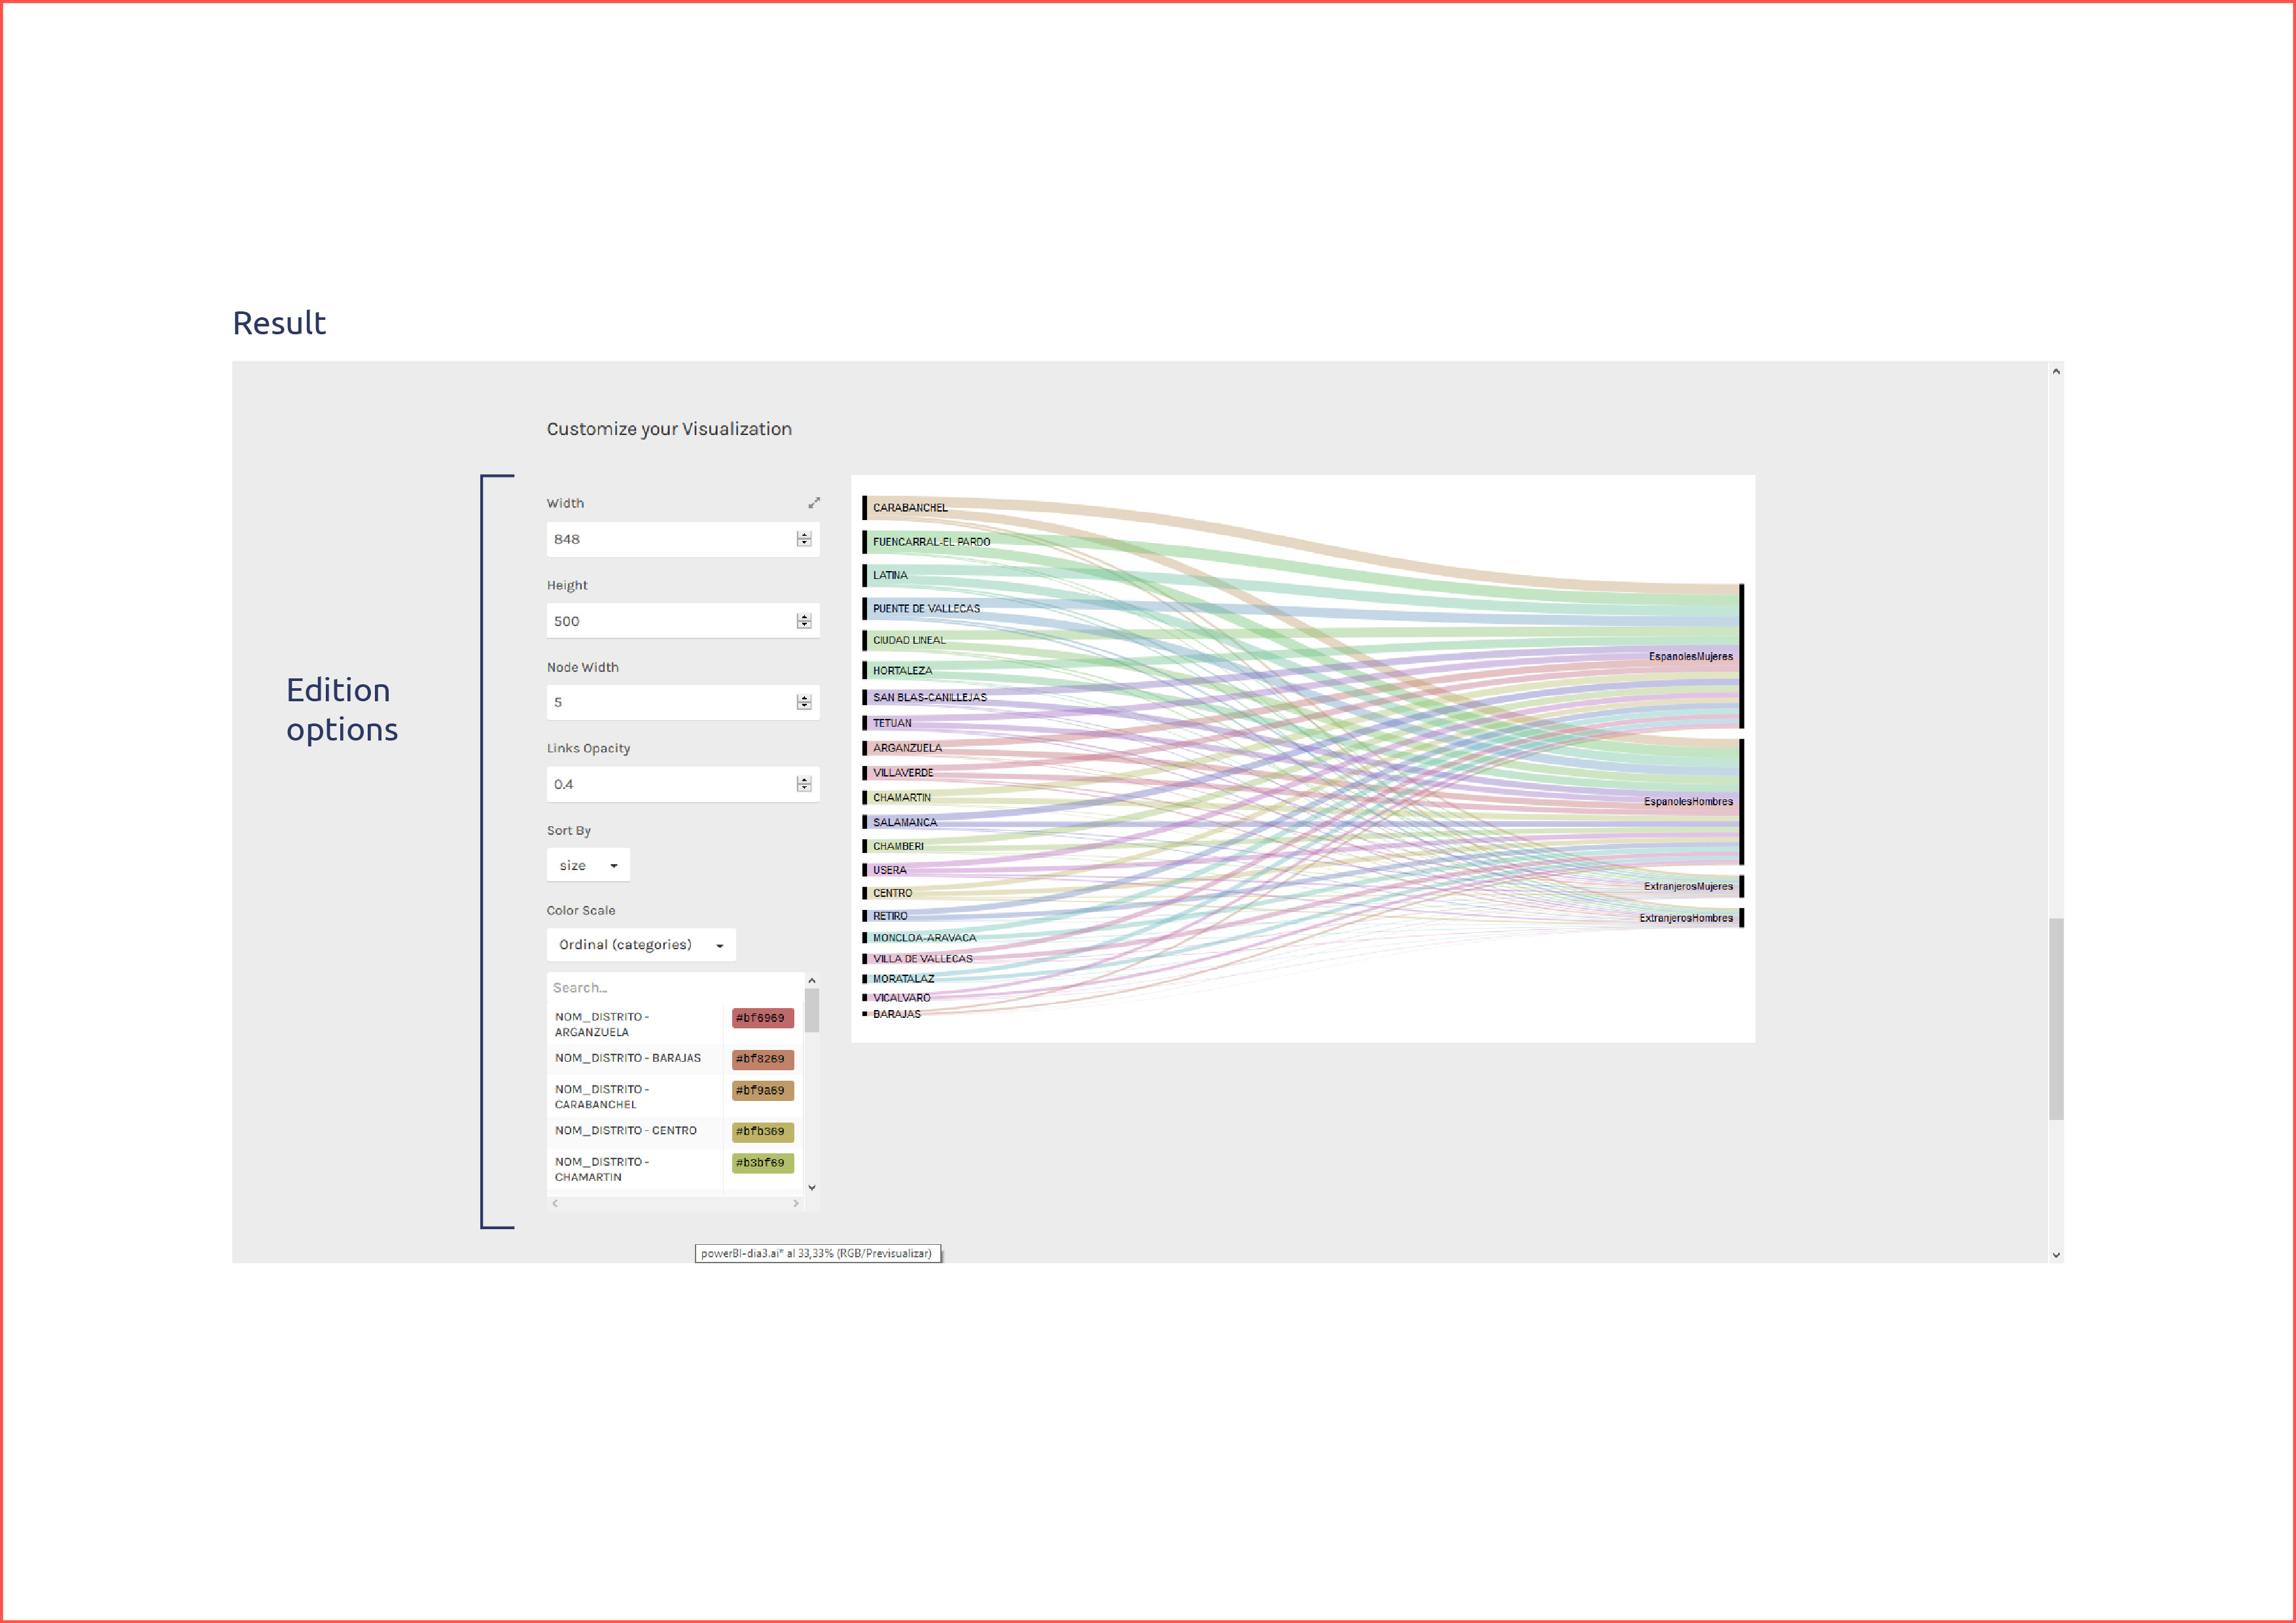 Result
Customize your Visualization
Edition
options
Width
848
Height
500
Node Width
5
Links Opacity
0.4
Sort By
size
Color Scale
Ordinal (categories)
Search...
NOM_DISTRITO -
ARGANZUELA
#bf6969
NOM_DISTRITO - BARAJAS
#bf8269
NOM_DISTRITO -
CARABANCHEL
#bf9a69
NOM_DISTRITO - CENTRO
#bfb369
NOM_DISTRITO -
CHAMARTIN
#b3bf69
CARABANCHEL
FUENCARRAL-EL PARDO
LATINA
PUENTE DE VALLECAS
CIUDAD LINEAL
HORTALEZA
SAN BLAS-CANILLEJAS
TETUAN
ARGANZUELA
VILLAVERDE
CHAMARTIN
SALAMANCA
CHAMBERI
USERA
CENTRO
RETIRO
MONCLOA-ARAVACA
VILLA DE VALLECAS
MORATALAZ
VICALVARO
BARAJAS
EspanolesMujeres
EspanolesHombres
ExtranjerosMujeres
ExtranjerosHombres
powerBI-dia3.ai* al 33,33% (RGB/Previsualizar)